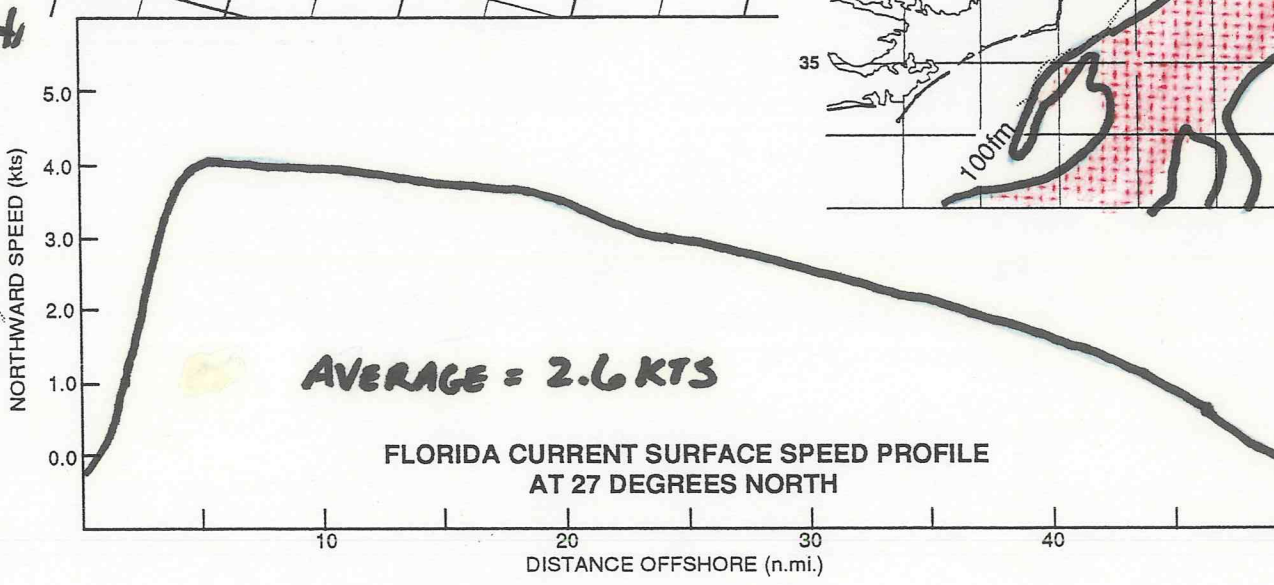 35
100fm
5.0
4.0
3.0
2.0
1.0
0.0
NORTHWARD SPEED (kts)
AVERAGE = 2.6 KTS
FLORIDA CURRENT SURFACE SPEED PROFILE
AT 27 DEGREES NORTH
10
20
30
40
DISTANCE OFFSHORE (n.mi.)